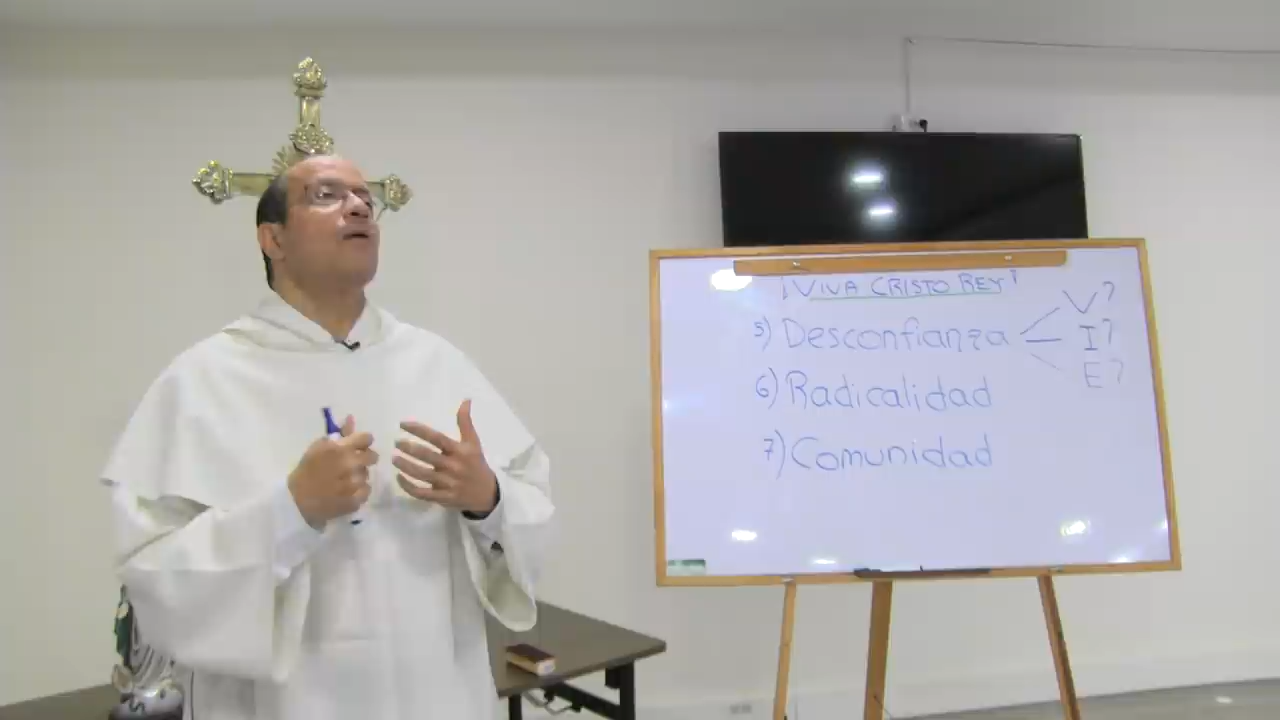 ¡VIVA CRISTO REY!
5) Desconfianza V?
I?
E?
6) Radicalidad
7) Comunidad